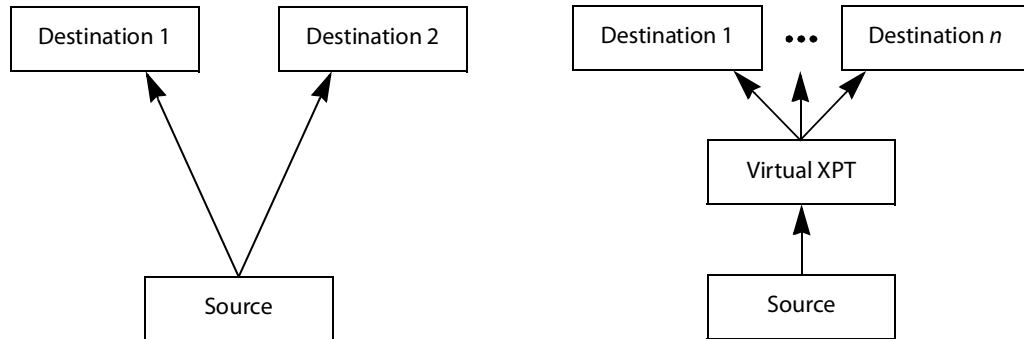 Destination 1
Destination 2
Source
Destination 1
•••
Destination n
Virtual XPT
Source